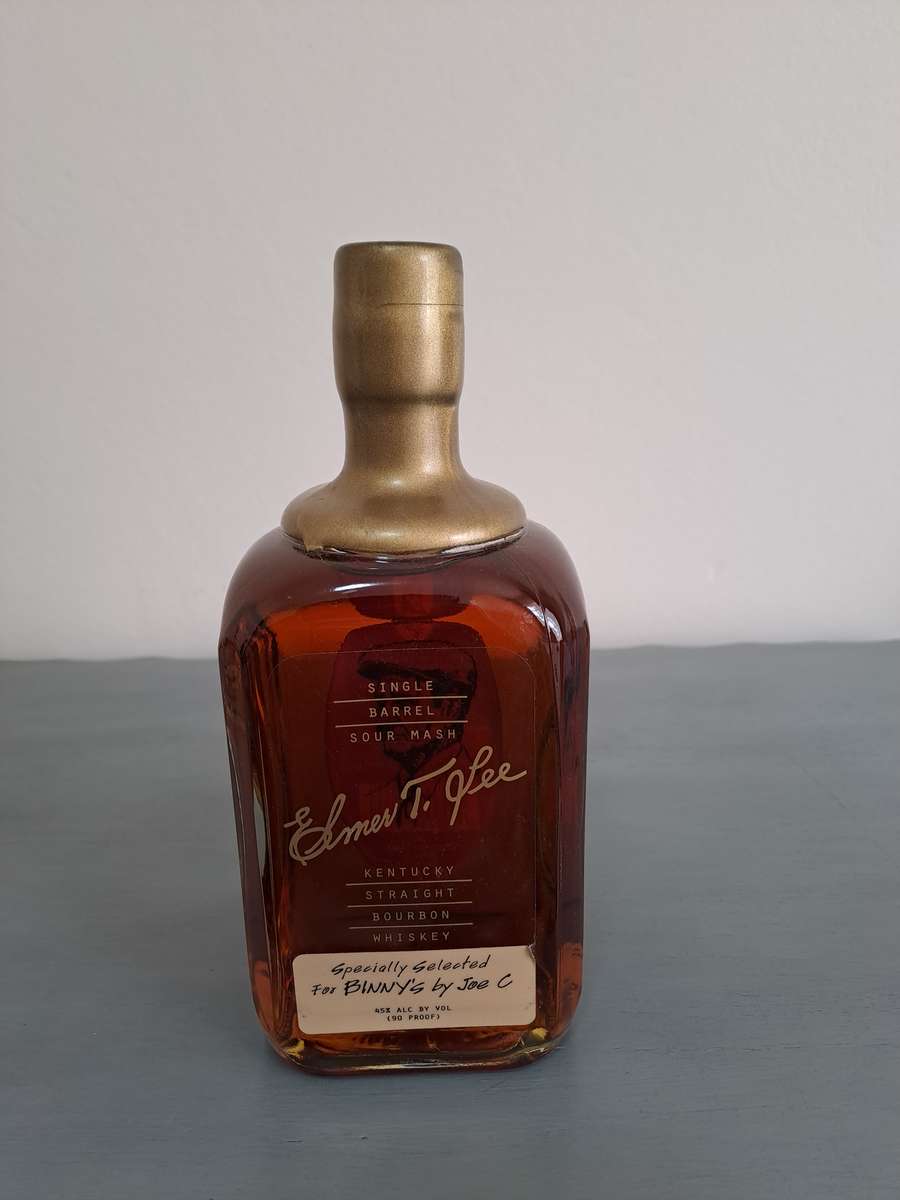 SINGLE
BARREL
SOUR MASH
Elmer T. Lee
KENTUCKY
STRAIGHT
BOURBON
WHISKEY
Specially Selected
For BINNY'S by Joe C
45% ALC BY VOL
(90 PROOF)